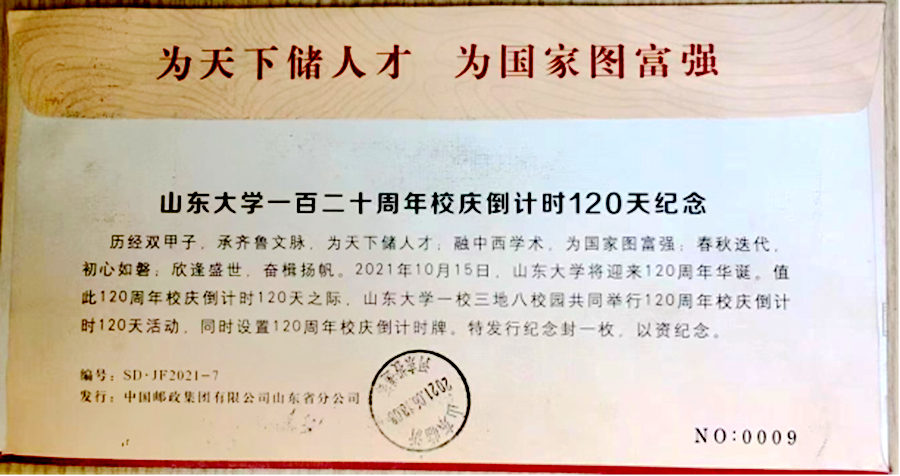 为天下储人才 为国家图富强
山东大学一百二十周年校庆倒计时120天纪念
历经双甲子，承齐鲁文脉，为天下储人才；融中西学术，为国家图富强；春秋迭代，
初心如磐；欣逢盛世，奋楫扬帆。2021年10月15日，山东大学将迎来120周年华诞。值
此120周年校庆倒计时120天之际，山东大学一校三地八校园共同举行120周年校庆倒计
时120天活动，同时设置120周年校庆倒计时牌。特发行纪念封一枚，以资纪念。
编号：SD·JF2021-7
发行：中国邮政集团有限公司山东省分公司
山东临沂
NO:0009